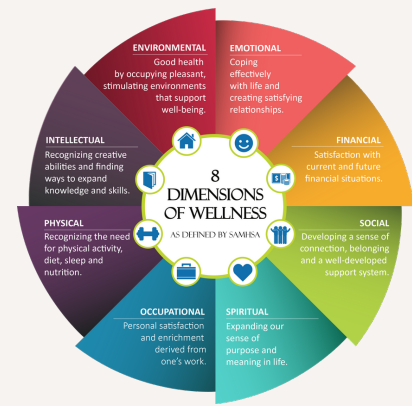 8
DIMENSIONS
OF WELLNESS
AS DEFINED BY SAMHSA
EMOTIONAL
Coping
effectively
with life and
creating satisfying
relationships.
FINANCIAL
Satisfaction with
current and future
financial situations.
SOCIAL
Developing a sense of
connection, belonging
and a well-developed
support system.
SPIRITUAL
Expanding our
sense of
purpose and
meaning in life.
OCCUPATIONAL
Personal satisfaction
and enrichment
derived from
one's work.
PHYSICAL
Recognizing the need
for physical activity,
diet, sleep and
nutrition.
INTELLECTUAL
Recognizing creative
abilities and finding
ways to expand
knowledge and skills.
ENVIRONMENTAL
Good health
by occupying pleasant,
stimulating environments
that support
well-being.